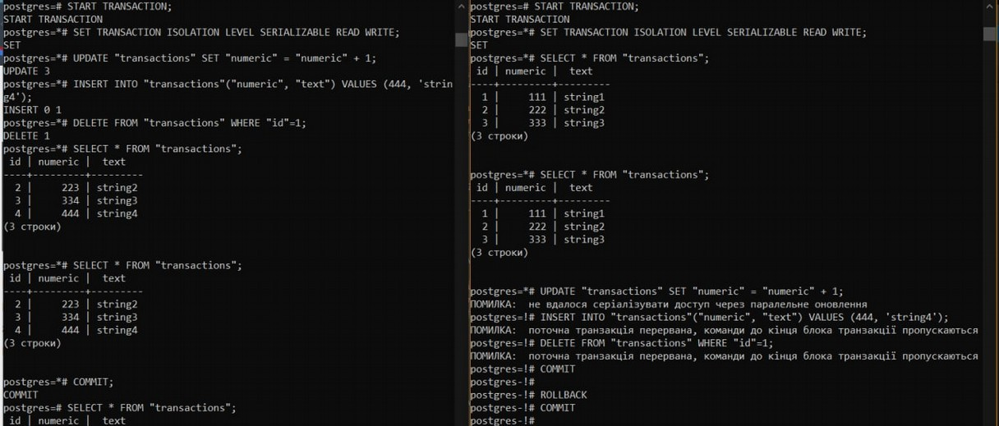 postgres=# START TRANSACTION;
START TRANSACTION
postgres=*# SET TRANSACTION ISOLATION LEVEL SERIALIZABLE READ WRITE;
SET
postgres=*# UPDATE "transactions" SET "numeric" = "numeric" + 1;
UPDATE 3
postgres=*# INSERT INTO "transactions"("numeric", "text") VALUES (444, 'strin
g4');
INSERT 0 1
postgres=*# DELETE FROM "transactions" WHERE "id"=1;
DELETE 1
postgres=*# SELECT * FROM "transactions";
 id | numeric |  text
----+---------+---------
  2 |     223 | string2
  3 |     334 | string3
  4 |     444 | string4
(3 строки)
postgres=*# SELECT * FROM "transactions";
 id | numeric |  text
----+---------+---------
  2 |     223 | string2
  3 |     334 | string3
  4 |     444 | string4
(3 строки)
postgres=*# COMMIT;
COMMIT
postgres=# SELECT * FROM "transactions";
 id | numeric |  text
postgres=# START TRANSACTION;
START TRANSACTION
postgres=*# SET TRANSACTION ISOLATION LEVEL SERIALIZABLE READ WRITE;
SET
postgres=*# SELECT * FROM "transactions";
 id | numeric |  text
----+---------+---------
  1 |     111 | string1
  2 |     222 | string2
  3 |     333 | string3
(3 строки)
postgres=*# SELECT * FROM "transactions";
 id | numeric |  text
----+---------+---------
  1 |     111 | string1
  2 |     222 | string2
  3 |     333 | string3
(3 строки)
postgres=*# UPDATE "transactions" SET "numeric" = "numeric" + 1;
ПОМИЛКА:  не вдалося серіалізувати доступ через паралельне оновлення
postgres=!# INSERT INTO "transactions"("numeric", "text") VALUES (444, 'string4');
ПОМИЛКА:  поточна транзакція перервана, команди до кінця блока транзакції пропускаються
postgres=!# DELETE FROM "transactions" WHERE "id"=1;
ПОМИЛКА:  поточна транзакція перервана, команди до кінця блока транзакції пропускаються
postgres=!# COMMIT
postgres-!#
postgres-!# ROLLBACK
postgres-!# COMMIT
postgres-!#